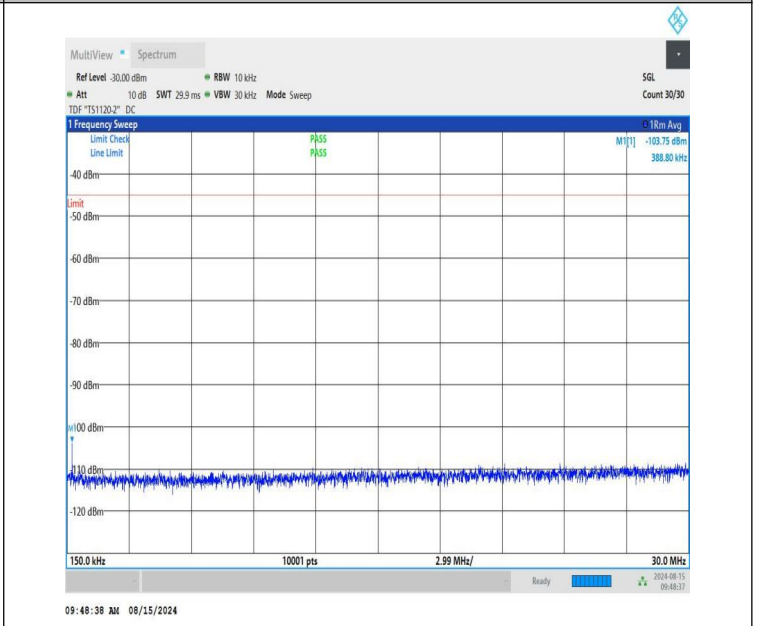 R S
MultiView Spectrum
Ref Level -30.00 dBm RBW 10 kHz SGL
Att 10 dB SWT 29.9 ms VBW 30 kHz Mode Sweep Count 30/30
TDF "TS1120-2" DC
1 Frequency Sweep 1Rm Avg
Limit Check PASS M1[1] -103.75 dBm
Line Limit PASS 388.80 kHz
-40 dBm
Limit
-50 dBm
-60 dBm
-70 dBm
-80 dBm
-90 dBm
M1
-100 dBm
-110 dBm
-120 dBm
150.0 kHz 10001 pts 2.99 MHz/ 30.0 MHz
Ready 2024-08-15
09:48:37
09:48:38 AM 08/15/2024